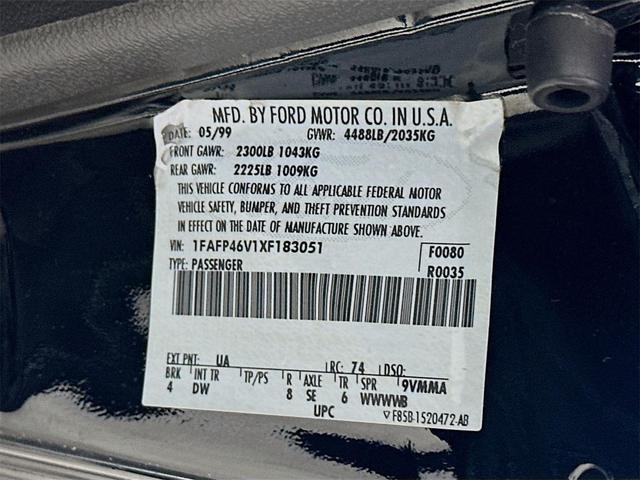 MFD. BY FORD MOTOR CO. IN U.S.A.
DATE: 05/99 GVWR: 4488LB/2035KG
FRONT GAWR: 2300LB 1043KG
REAR GAWR: 2225LB 1009KG
THIS VEHICLE CONFORMS TO ALL APPLICABLE FEDERAL MOTOR
VEHICLE SAFETY, BUMPER, AND THEFT PREVENTION STANDARDS
IN EFFECT ON THE DATE OF MANUFACTURE SHOWN ABOVE.
VIN: 1FAFP46V1XF183051 F0080
TYPE: PASSENGER R0035
EXT PNT: UA RC: 74 DSO:
BRK INT TR TP/PS R AXLE TR SPR 9VMMA
4 DW 8 SE 6 WWWWB
UPC ▽F85B-1520472-AB